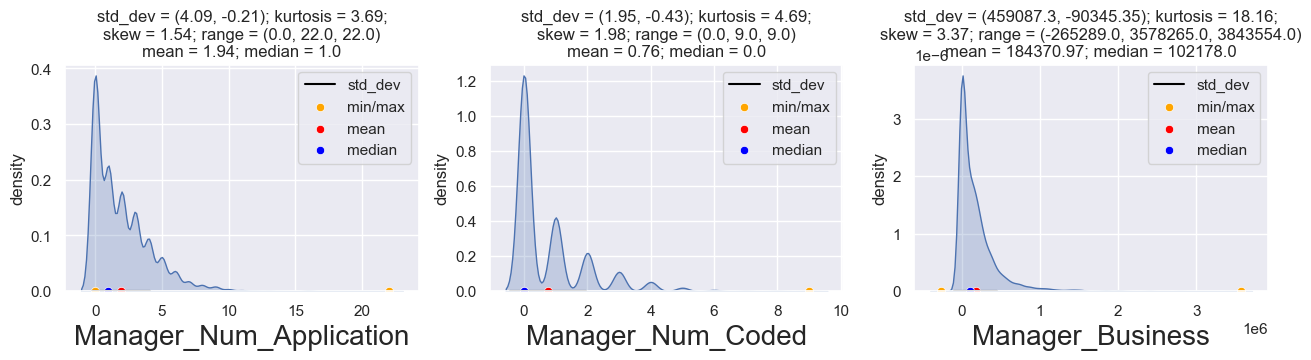 std_dev = (4.09, -0.21); kurtosis = 3.69;
skew = 1.54; range = (0.0, 22.0, 22.0)
mean = 1.94; median = 1.0
0.4
0.3
0.2
0.1
0.0
density
std_dev
min/max
mean
median
0
5
10
15
20
Manager_Num_Application
std_dev = (1.95, -0.43); kurtosis = 4.69;
skew = 1.98; range = (0.0, 9.0, 9.0)
mean = 0.76; median = 0.0
1.2
1.0
0.8
0.6
0.4
0.2
0.0
density
std_dev
min/max
mean
median
0
2
4
6
8
10
Manager_Num_Coded
std_dev = (459087.3, -90345.35); kurtosis = 18.16;
skew = 3.37; range = (-265289.0, 3578265.0, 3843554.0)
mean = 184370.97; median = 102178.0
1e−6
3
2
1
0
density
std_dev
min/max
mean
median
0
1
2
3
1e6
Manager_Business